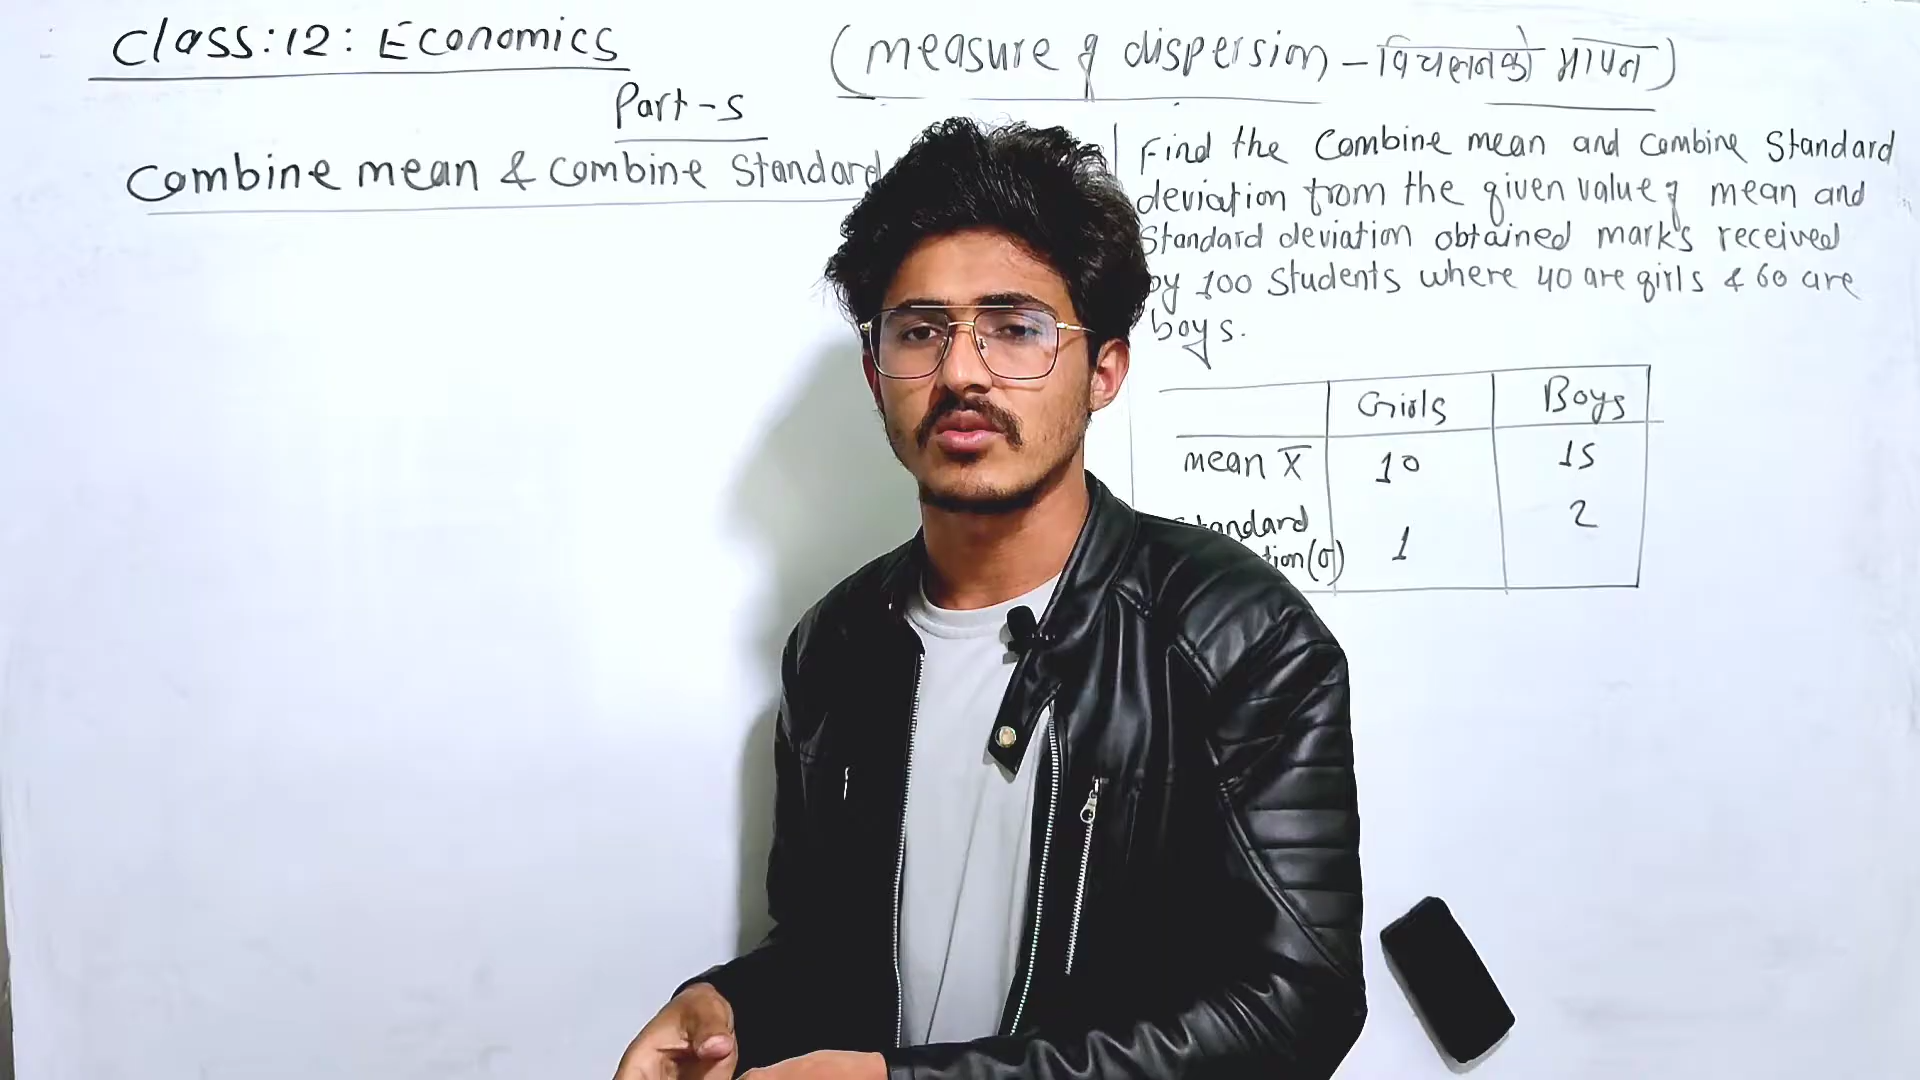 Class:12: Economics
(measure of dispersion - विचलनको मापन)
Part-5
Combine mean & combine Standard
Find the Combine mean and Combine Standard
deviation from the given value of mean and
Standard deviation obtained marks received
by 100 Students where 40 are girls & 60 are
boys.
Girls Boys
mean X̅ 10 15
tandard
tion(σ) 1 2